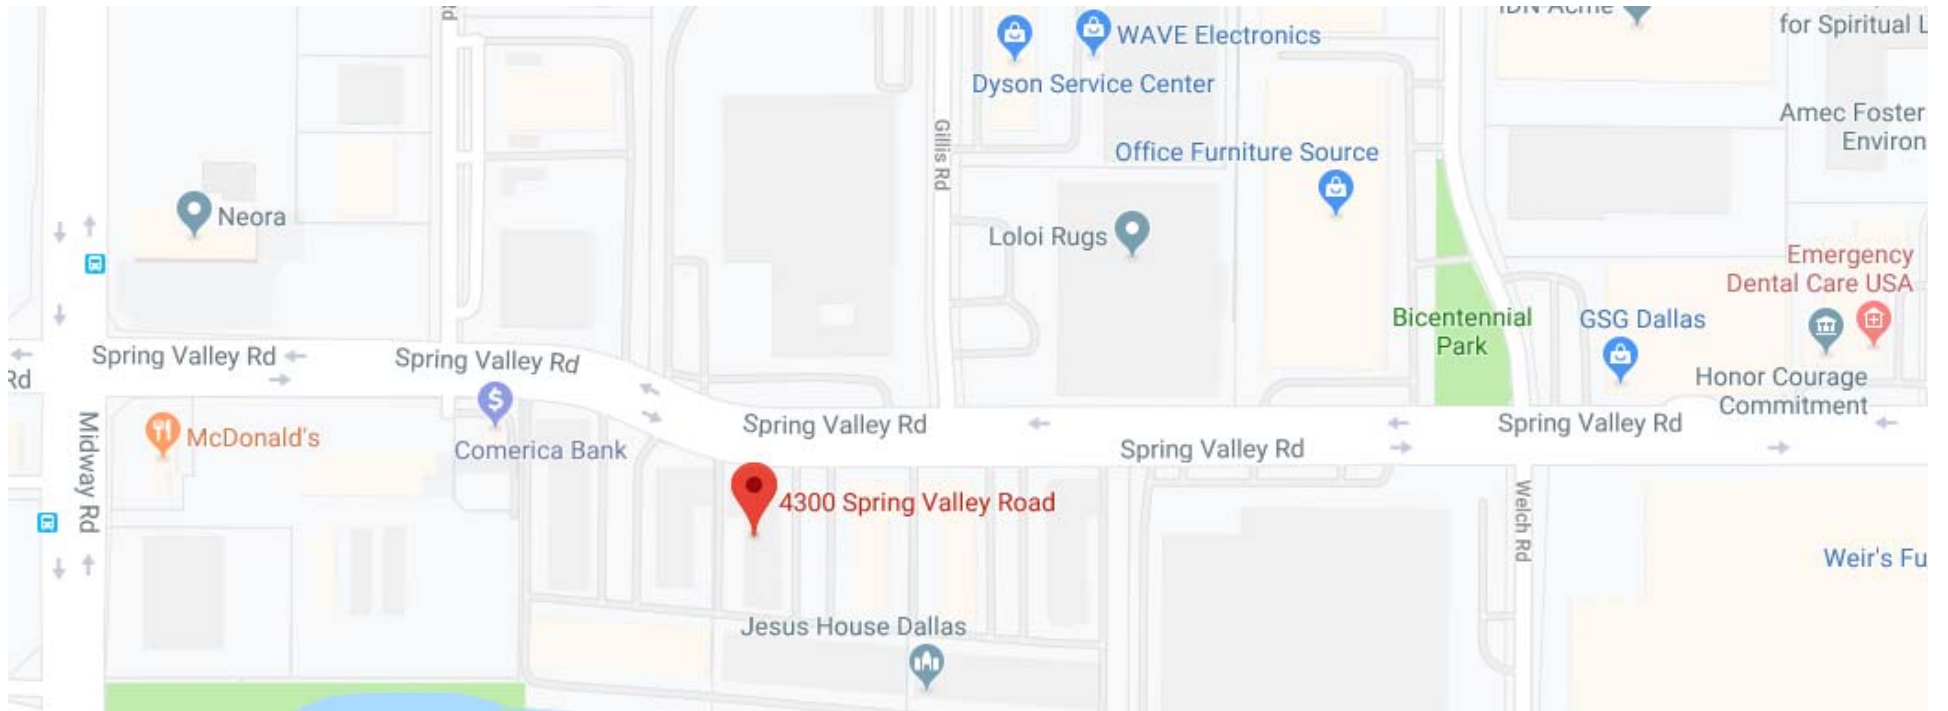 Rd
IDN-Acme
for Spiritual L
WAVE Electronics
Dyson Service Center
Amec Foster
Environ
Gillis Rd
Office Furniture Source
Neora
Loloi Rugs
Emergency
Dental Care USA
Bicentennial
Park
GSG Dallas
Spring Valley Rd
Spring Valley Rd
Rd
Honor Courage
Commitment
Spring Valley Rd
Spring Valley Rd
Spring Valley Rd
McDonald's
Comerica Bank
Midway Rd
4300 Spring Valley Road
Welch Rd
Weir's Fu
Jesus House Dallas